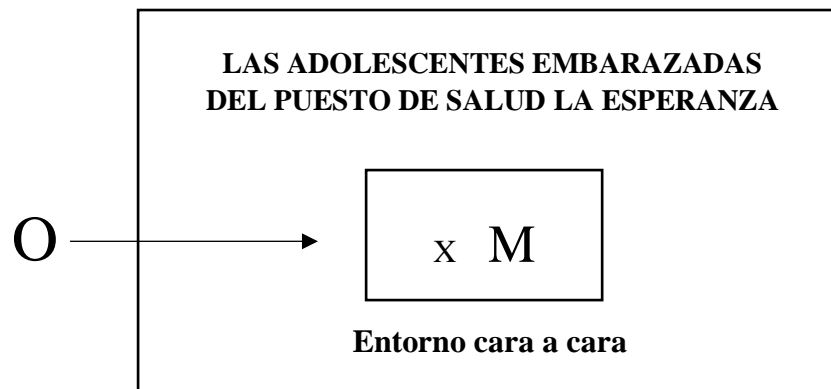 LAS ADOLESCENTES EMBARAZADAS
DEL PUESTO DE SALUD LA ESPERANZA
O
x M
Entorno cara a cara